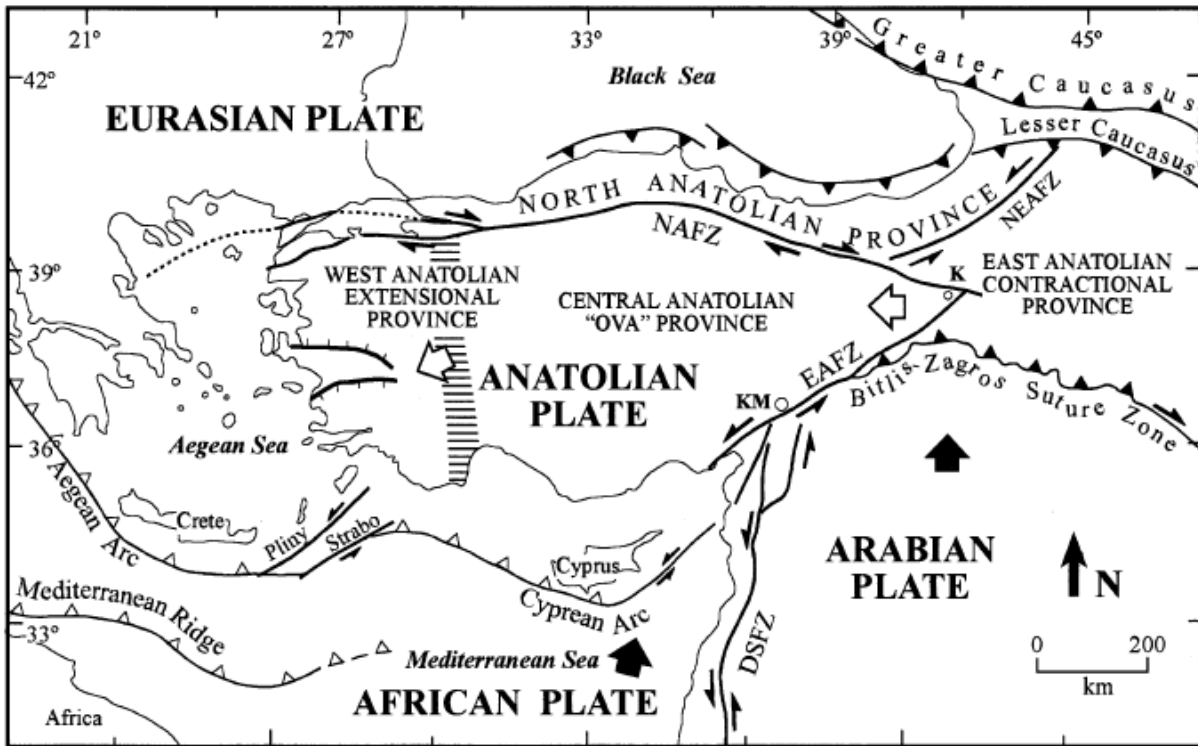 21°
27°
33°
39°
45°
42°
39°
36°
33°
Greater Caucasus
Lesser Caucasus
Black Sea
EURASIAN PLATE
NORTH ANATOLIAN PROVINCE
NAFZ
NEAFZ
K
WEST ANATOLIAN
EXTENSIONAL
PROVINCE
CENTRAL ANATOLIAN
"OVA" PROVINCE
EAST ANATOLIAN
CONTRACTIONAL
PROVINCE
ANATOLIAN
PLATE
EAFZ
Bitlis-Zagros Suture Zone
KM
Aegean Sea
Aegean Arc
Crete
Pliny
Strabo
Cyprus
Cyprean Arc
ARABIAN
PLATE
N
Mediterranean Ridge
Mediterranean Sea
DSFZ
0 200
km
AFRICAN PLATE
Africa